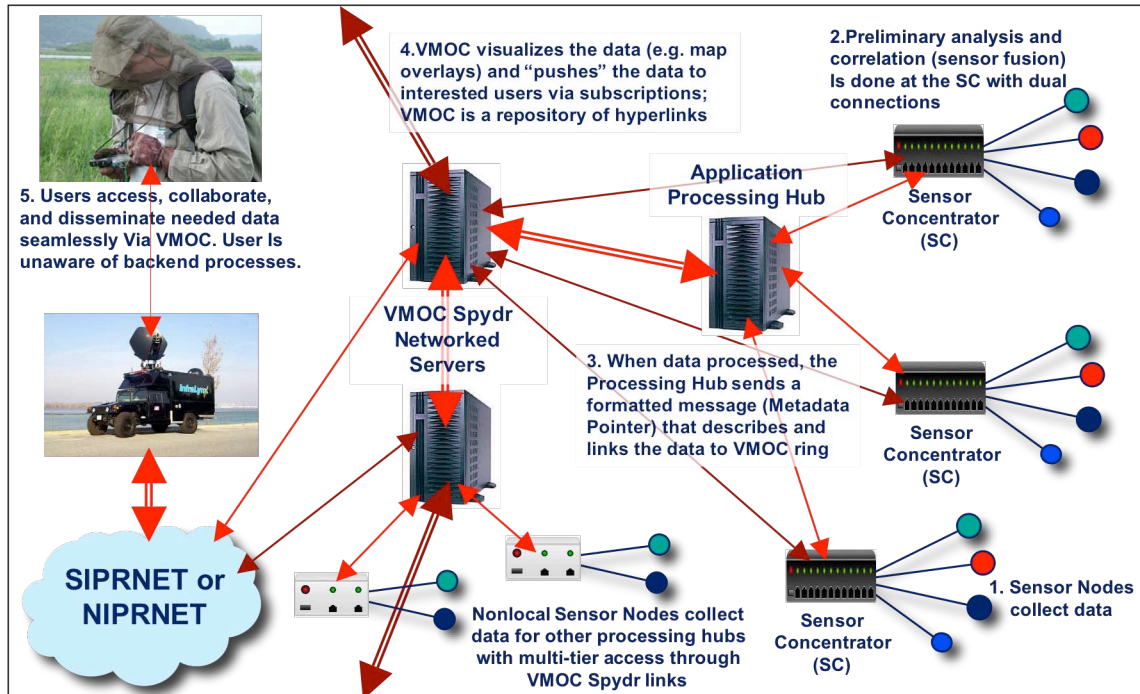 4.VMOC visualizes the data (e.g. map
overlays) and “pushes” the data to
interested users via subscriptions;
VMOC is a repository of hyperlinks
2.Preliminary analysis and
correlation (sensor fusion)
Is done at the SC with dual
connections
5. Users access, collaborate,
and disseminate needed data
seamlessly Via VMOC. User Is
unaware of backend processes.
Application
Processing Hub
Sensor
Concentrator
(SC)
VMOC Spydr
Networked
Servers
3. When data processed, the
Processing Hub sends a
formatted message (Metadata
Pointer) that describes and
links the data to VMOC ring
Sensor
Concentrator
(SC)
SIPRNET or
NIPRNET
Nonlocal Sensor Nodes collect
data for other processing hubs
with multi-tier access through
VMOC Spydr links
Sensor
Concentrator
(SC)
1. Sensor Nodes
collect data